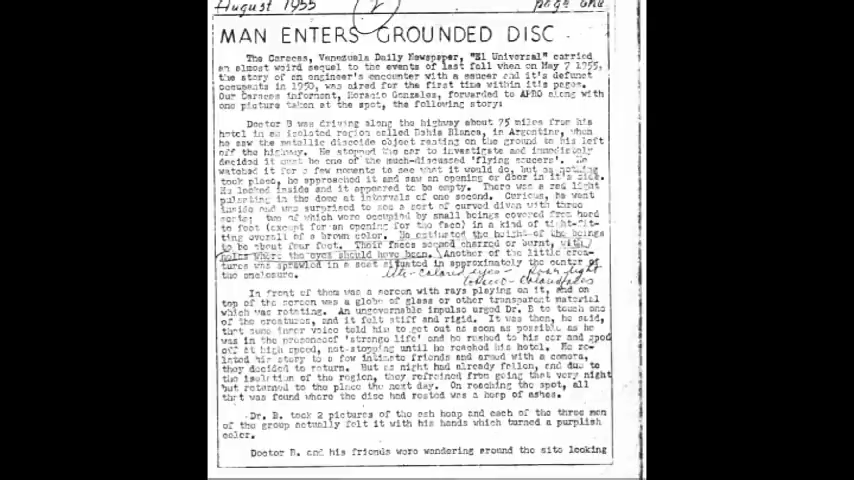 August 1955
2
page one
MAN ENTERS GROUNDED DISC
The Caracas, Venezuela Daily Newspaper, "El Universal" carried
an almost weird sequel to the events of last fall when on May 7 1955,
the story of an engineer's encounter with a saucer and it's defunct
occupants in 1950, was aired for the first time within its pages.
Our Caracas informant, Horacio Gonzales, forwarded to APRO along with
one picture taken at the spot, the following story:
Doctor B was driving along the highway about 75 miles from his
hotel in an isolated region called Bahia Blanca, in Argentine, when
he saw the metallic discoide object resting on the ground to his left
off the highway. He stopped the car to investigate and immediately
decided it must be one of the much-discussed 'flying saucers'. He
watched it for a few moments to see what it would do, but as nothing
took place, he approached it and saw an opening or door in it's side.
He looked inside and it appeared to be empty. There was a red light
pulsating in the dome at intervals of one second. Curious, he went
inside and was surprised to see a sort of curved divan with three
seats; two of which were occupied by small beings covered from head
to foot (except for an opening for the face) in a kind of tight-fit-
ting overall of a brown color. He estimated the height of the beings
to be about four feet. Their faces seemed charred or burnt, with
holes where the eyes should have been. Another of the little crea-
tures was sprawled in a seat situated in approximately the center of
the enclosure.
colored eyes -
tobacco-colored faces
In front of them was a screen with rays playing on it, and on
top of the screen was a globe of glass or other transparent material
which was rotating. An ungovernable impulse urged Dr. B to touch one
of the creatures, and it felt stiff and rigid. It was then, he said,
that some inner voice told him to get out as soon as possible as he
was in the presence of 'strange life' and he rushed to his car and sped
off at high speed, not-stopping until he reached his hotel. He re-
lated his story to a few intimate friends and armed with a camera,
they decided to return. But as night had already fallen, and due to
the isolation of the region, they refrained from going that very night
but returned to the place the next day. On reaching the spot, all
that was found where the disc had rested was a heap of ashes.
Dr. B. took 2 pictures of the ash heap and each of the three men
of the group actually felt it with his hands which turned a purplish
color.
Doctor B. and his friends were wandering around the site looking